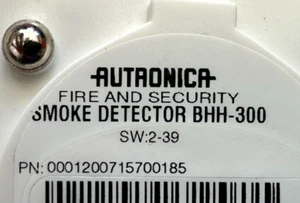 AUTRONICA
FIRE AND SECURITY
SMOKE DETECTOR BHH-300
SW:2-39
PN: 0001200715700185